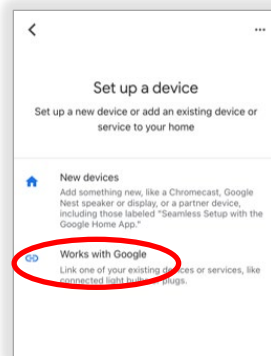 Set up a device
Set up a new device or add an existing device or
service to your home
New devices
Add something new, like a Chromecast, Google
Nest speaker or display, or a partner device,
including those labeled "Seamless Setup with the
Google Home App."
Works with Google
Link one of your existing devices or services, like
connected light bulbs or plugs.